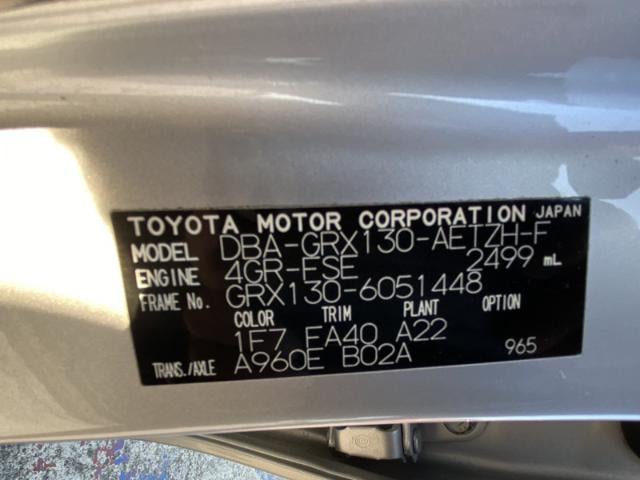 TOYOTA MOTOR CORPORATION JAPAN
MODEL DBA-GRX130-AETZH-F
ENGINE 4GR-FSE 2499 mL
FRAME No. GRX130-6051448
COLOR TRIM PLANT OPTION
1F7 FA40 A22
TRANS./AXLE A960E B02A 965